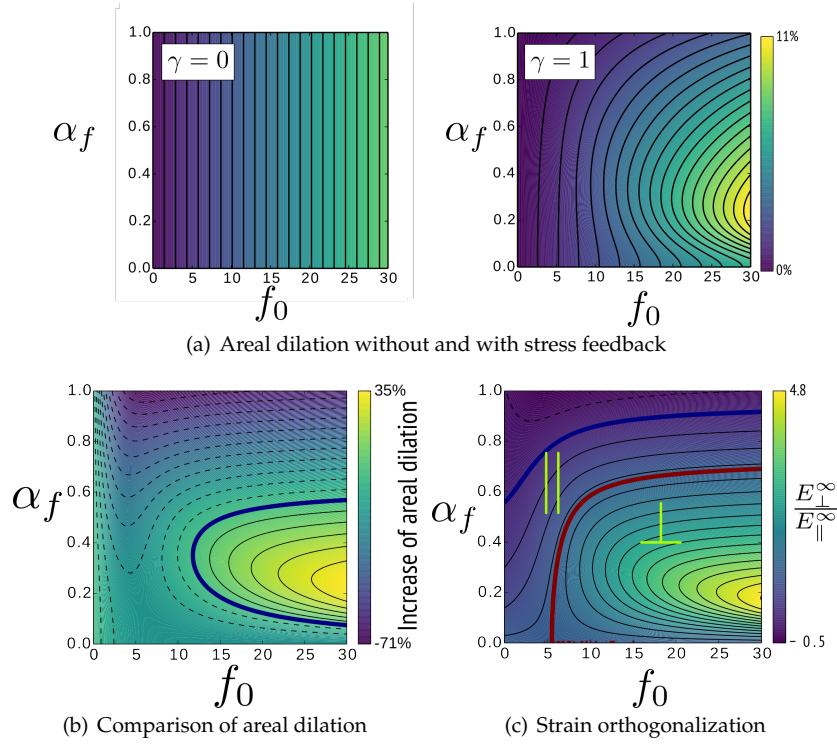 γ = 0
α_f
1.0
0.8
0.6
0.4
0.2
0.0
0 5 10 15 20 25 30
f_0
γ = 1
α_f
1.0
0.8
0.6
0.4
0.2
0.0
0 5 10 15 20 25 30
f_0
11%
0%
(a) Areal dilation without and with stress feedback
α_f
1.0
0.8
0.6
0.4
0.2
0.0
0 5 10 15 20 25 30
f_0
35%
Increase of areal dilation
-71%
(b) Comparison of areal dilation
α_f
1.0
0.8
0.6
0.4
0.2
0.0
0 5 10 15 20 25 30
f_0
||
⊥
4.8
E_⊥^∞
E_∥^∞
- 0.5
(c) Strain orthogonalization